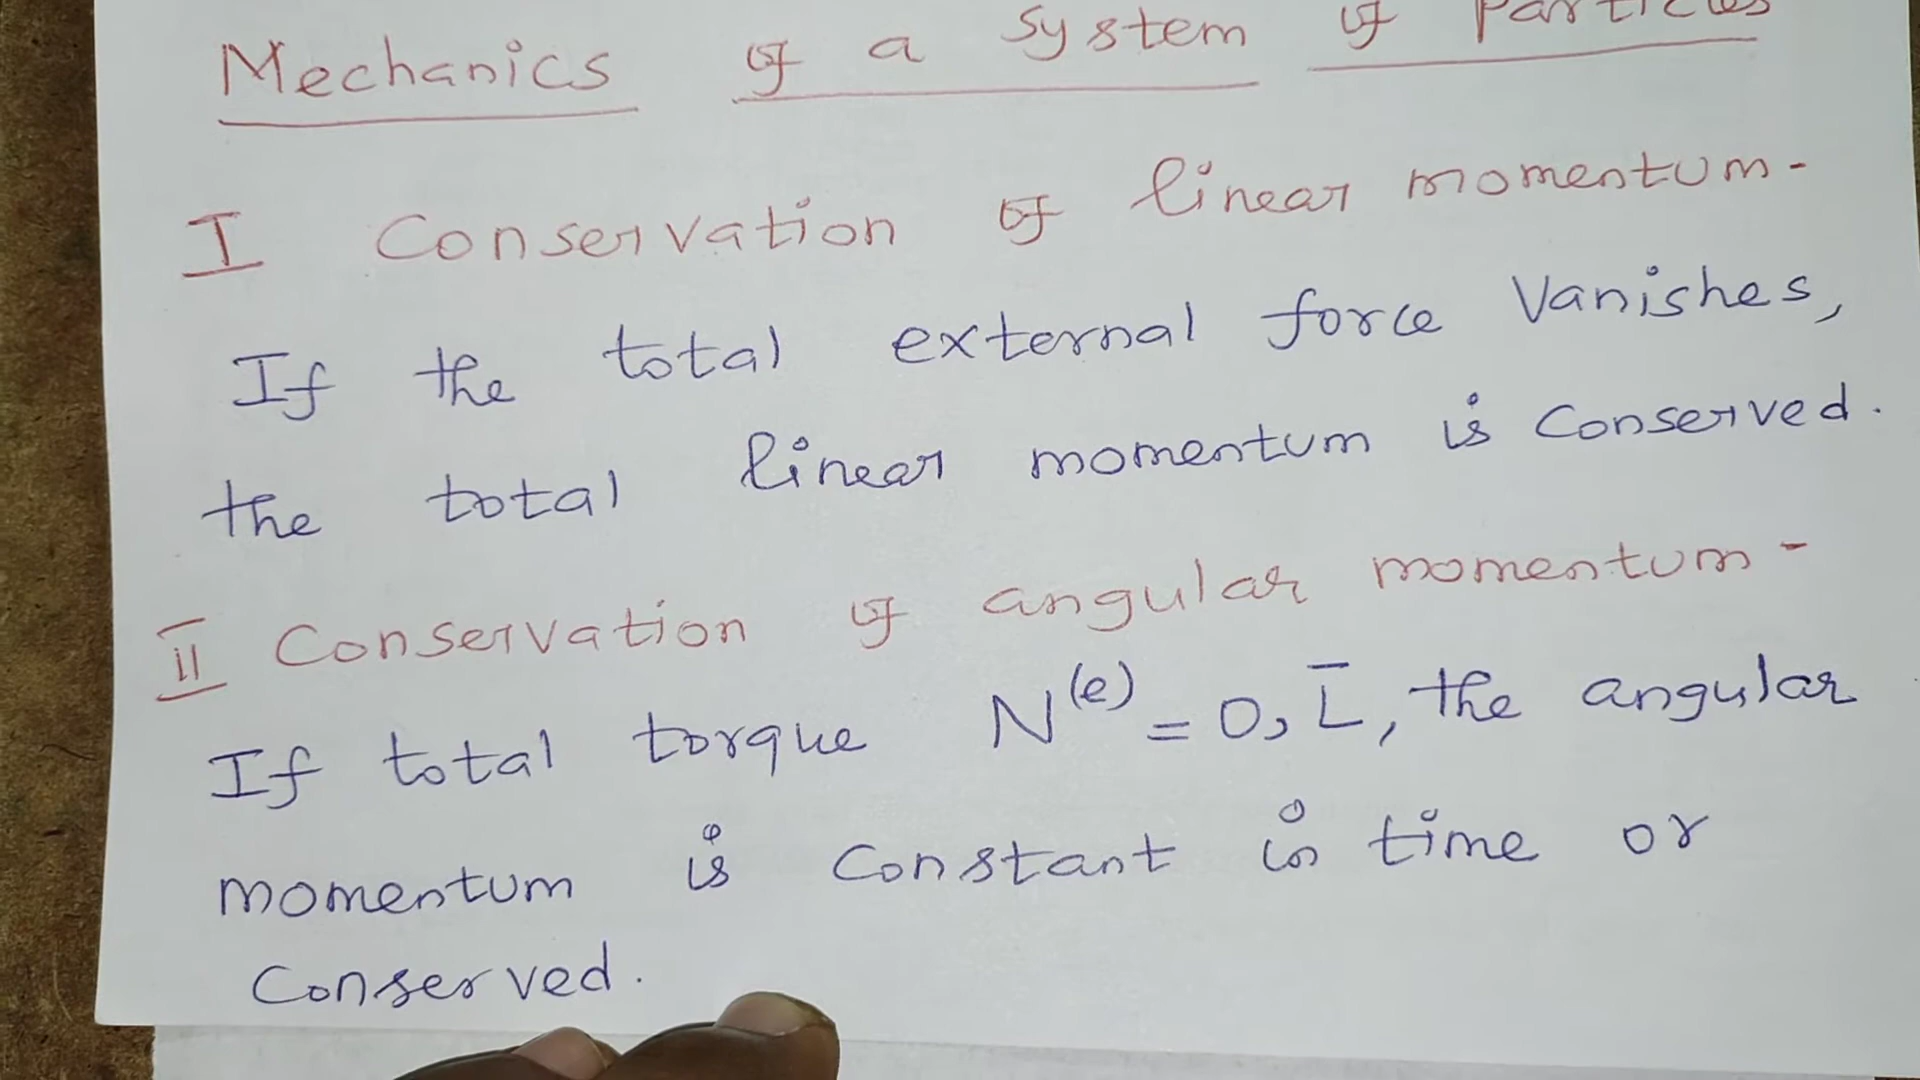 Mechanics of a system of Particles
I Conservation of linear momentum-
If the total external force Vanishes,
the total linear momentum is Conserved.
II Conservation of angular momentum-
If total torque N^(e) = 0, L̄, the angular
momentum is Constant in time or
Conserved.